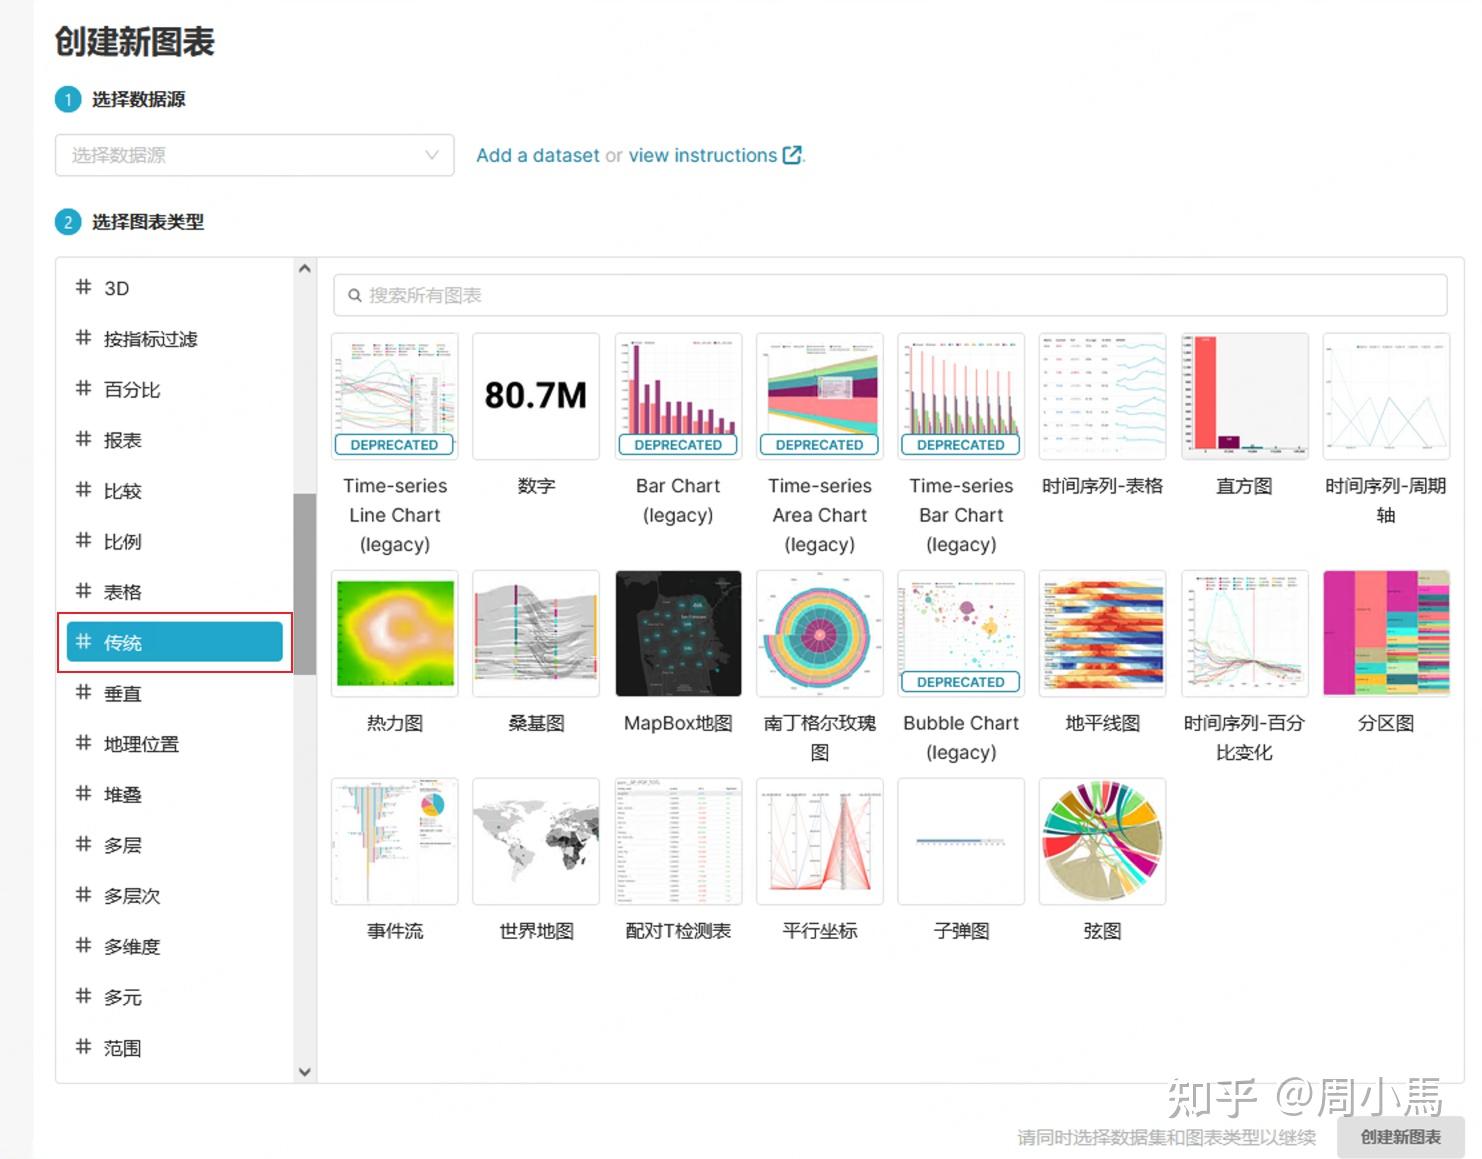 创建新图表
1 选择数据源
选择数据源
Add a dataset or view instructions
2 选择图表类型
# 3D
# 按指标过滤
# 百分比
# 报表
# 比较
# 比例
# 表格
# 传统
# 垂直
# 地理位置
# 堆叠
# 多层
# 多层次
# 多维度
# 多元
# 范围
搜索所有图表
DEPRECATED
Time-series
Line Chart
(legacy)
80.7M
数字
DEPRECATED
Bar Chart
(legacy)
DEPRECATED
Time-series
Area Chart
(legacy)
DEPRECATED
Time-series
Bar Chart
(legacy)
时间序列-表格
直方图
时间序列-周期
轴
热力图
桑基图
MapBox地图
南丁格尔玫瑰
图
DEPRECATED
Bubble Chart
(legacy)
地平线图
时间序列-百分
比变化
分区图
事件流
世界地图
配对T检测表
平行坐标
子弹图
弦图
知乎 @周小馬
请同时选择数据集和图表类型以继续
创建新图表